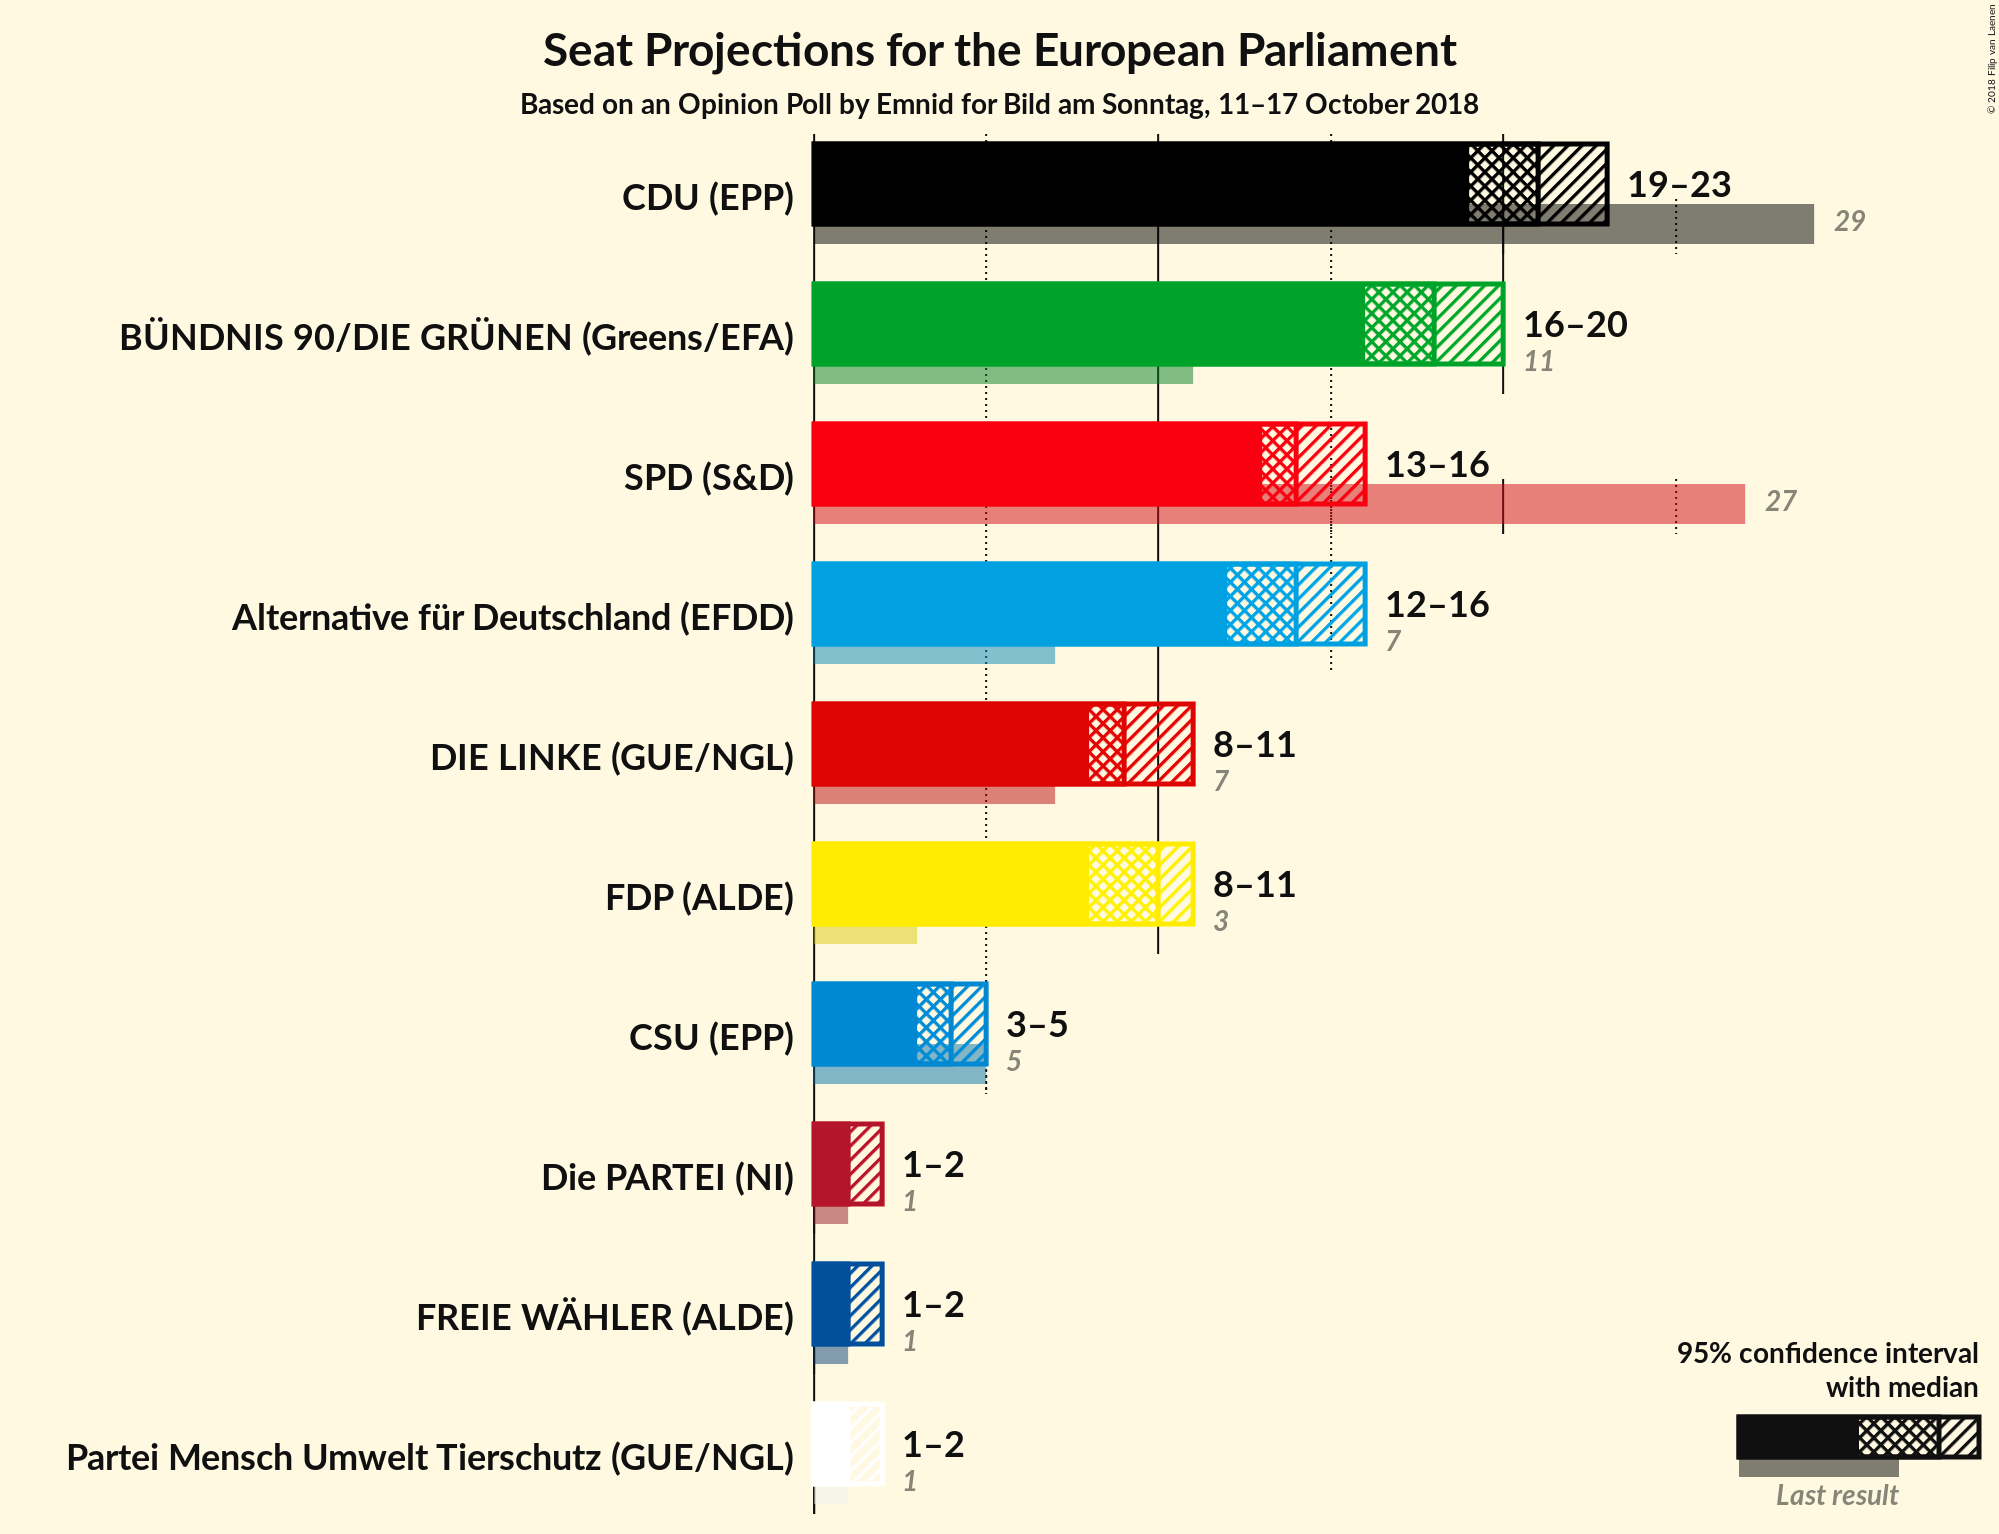 Seat Projections for the European Parliament
Based on an Opinion Poll by Emnid for Bild am Sonntag, 11–17 October 2018
© 2018 Filip van Laenen
CDU (EPP)
19–23
29
BÜNDNIS 90/DIE GRÜNEN (Greens/EFA)
16–20
11
SPD (S&D)
13–16
27
Alternative für Deutschland (EFDD)
12–16
7
DIE LINKE (GUE/NGL)
8–11
7
FDP (ALDE)
8–11
3
CSU (EPP)
3–5
5
Die PARTEI (NI)
1–2
1
FREIE WÄHLER (ALDE)
1–2
1
Partei Mensch Umwelt Tierschutz (GUE/NGL)
1–2
1
95% confidence interval
with median
Last result